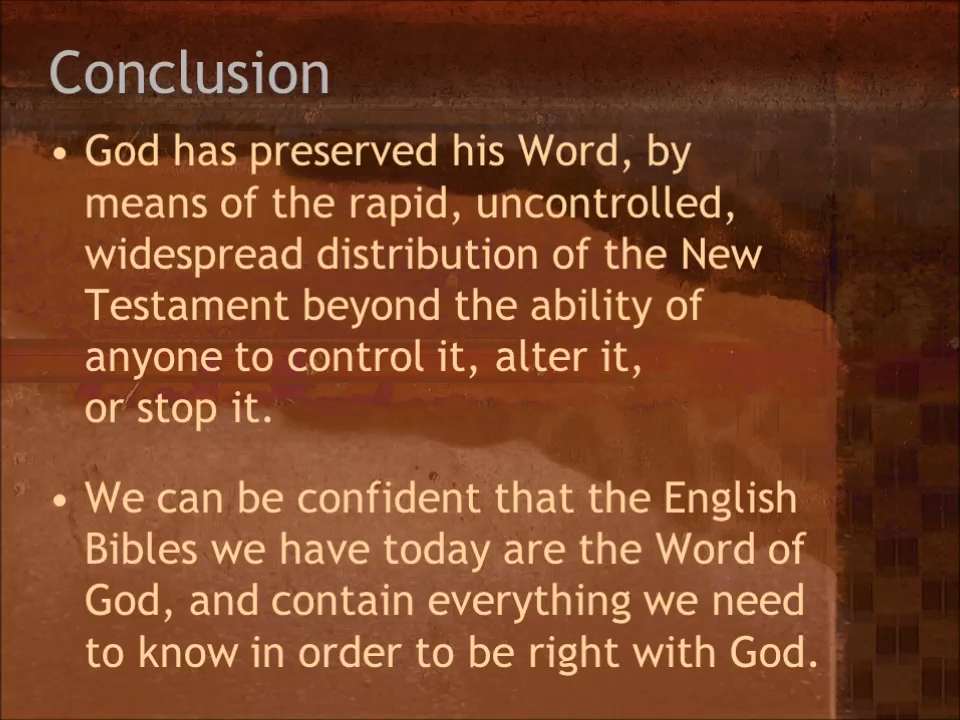 Conclusion
• God has preserved his Word, by
means of the rapid, uncontrolled,
widespread distribution of the New
Testament beyond the ability of
anyone to control it, alter it,
or stop it.
• We can be confident that the English
Bibles we have today are the Word of
God, and contain everything we need
to know in order to be right with God.